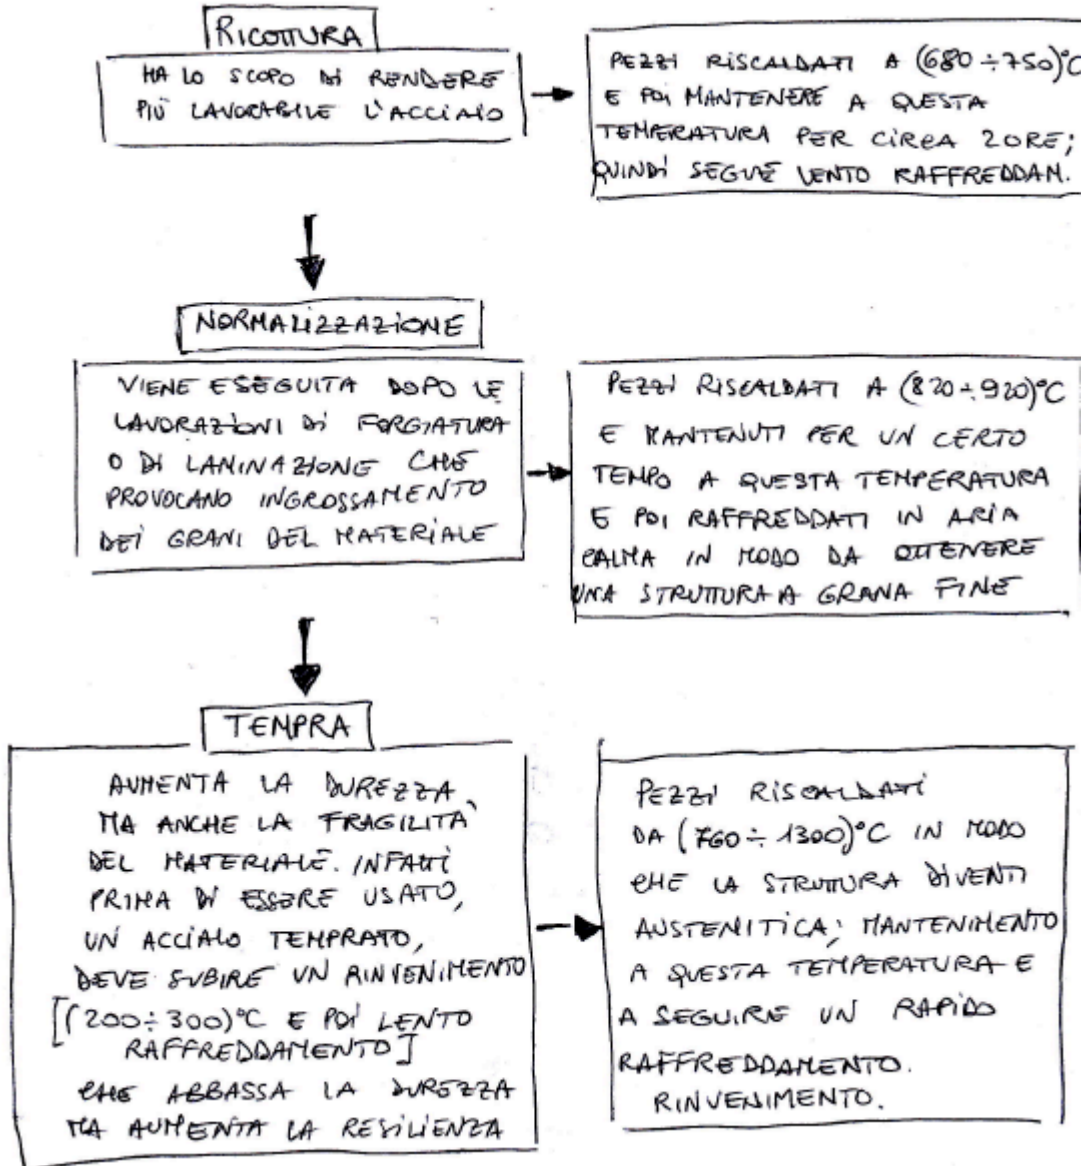 RICOTTURA
HA LO SCOPO DI RENDERE
PIÙ LAVORABILE L'ACCIAIO
PEZZI RISCALDATI A (680÷750)°C
E POI MANTENERE A QUESTA
TEMPERATURA PER CIRCA 2 ORE;
QUINDI SEGUE LENTO RAFFREDDAM.
NORMALIZZAZIONE
VIENE ESEGUITA DOPO LE
LAVORAZIONI DI FORGIATURA
O DI LAMINAZIONE CHE
PROVOCANO INGROSSAMENTO
DEI GRANI DEL MATERIALE
PEZZI RISCALDATI A (820÷920)°C
E MANTENUTI PER UN CERTO
TEMPO A QUESTA TEMPERATURA
E POI RAFFREDDATI IN ARIA
CALMA IN MODO DA OTTENERE
UNA STRUTTURA A GRANA FINE
TEMPRA
AUMENTA LA DUREZZA
MA ANCHE LA FRAGILITÀ
DEL MATERIALE. INFATTI
PRIMA DI ESSERE USATO,
UN ACCIAIO TEMPRATO,
DEVE SUBIRE UN RINVENIMENTO
[(200÷300)°C E POI LENTO
RAFFREDDAMENTO]
CHE ABBASSA LA DUREZZA
MA AUMENTA LA RESILIENZA
PEZZI RISCALDATI
DA (760÷1300)°C IN MODO
CHE LA STRUTTURA DIVENTI
AUSTENITICA; MANTENIMENTO
A QUESTA TEMPERATURA E
A SEGUIRE UN RAPIDO
RAFFREDDAMENTO.
RINVENIMENTO.